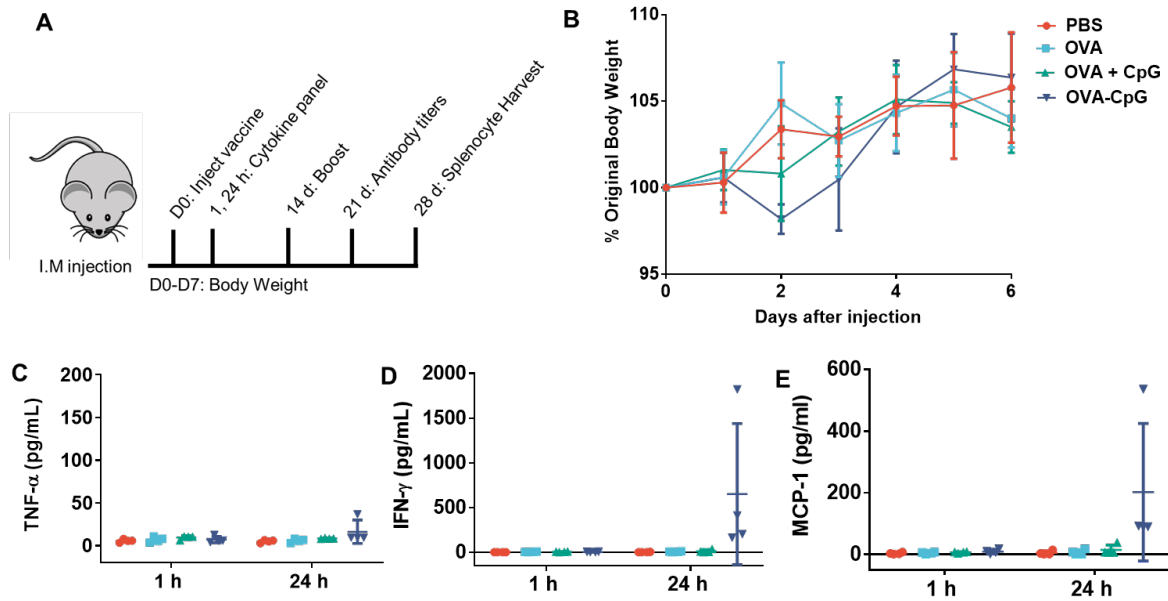 A
D0: Inject vaccine
1, 24 h: Cytokine panel
14 d: Boost
21 d: Antibody titers
28 d: Splenocyte Harvest
I.M injection
D0-D7: Body Weight
B
% Original Body Weight
110
105
100
95
0
2
4
6
Days after injection
PBS
OVA
OVA + CpG
OVA-CpG
C
TNF-α (pg/mL)
200
150
100
50
0
1 h
24 h
D
IFN-γ (pg/mL)
2000
1500
1000
500
0
1 h
24 h
E
MCP-1 (pg/ml)
600
400
200
0
1 h
24 h